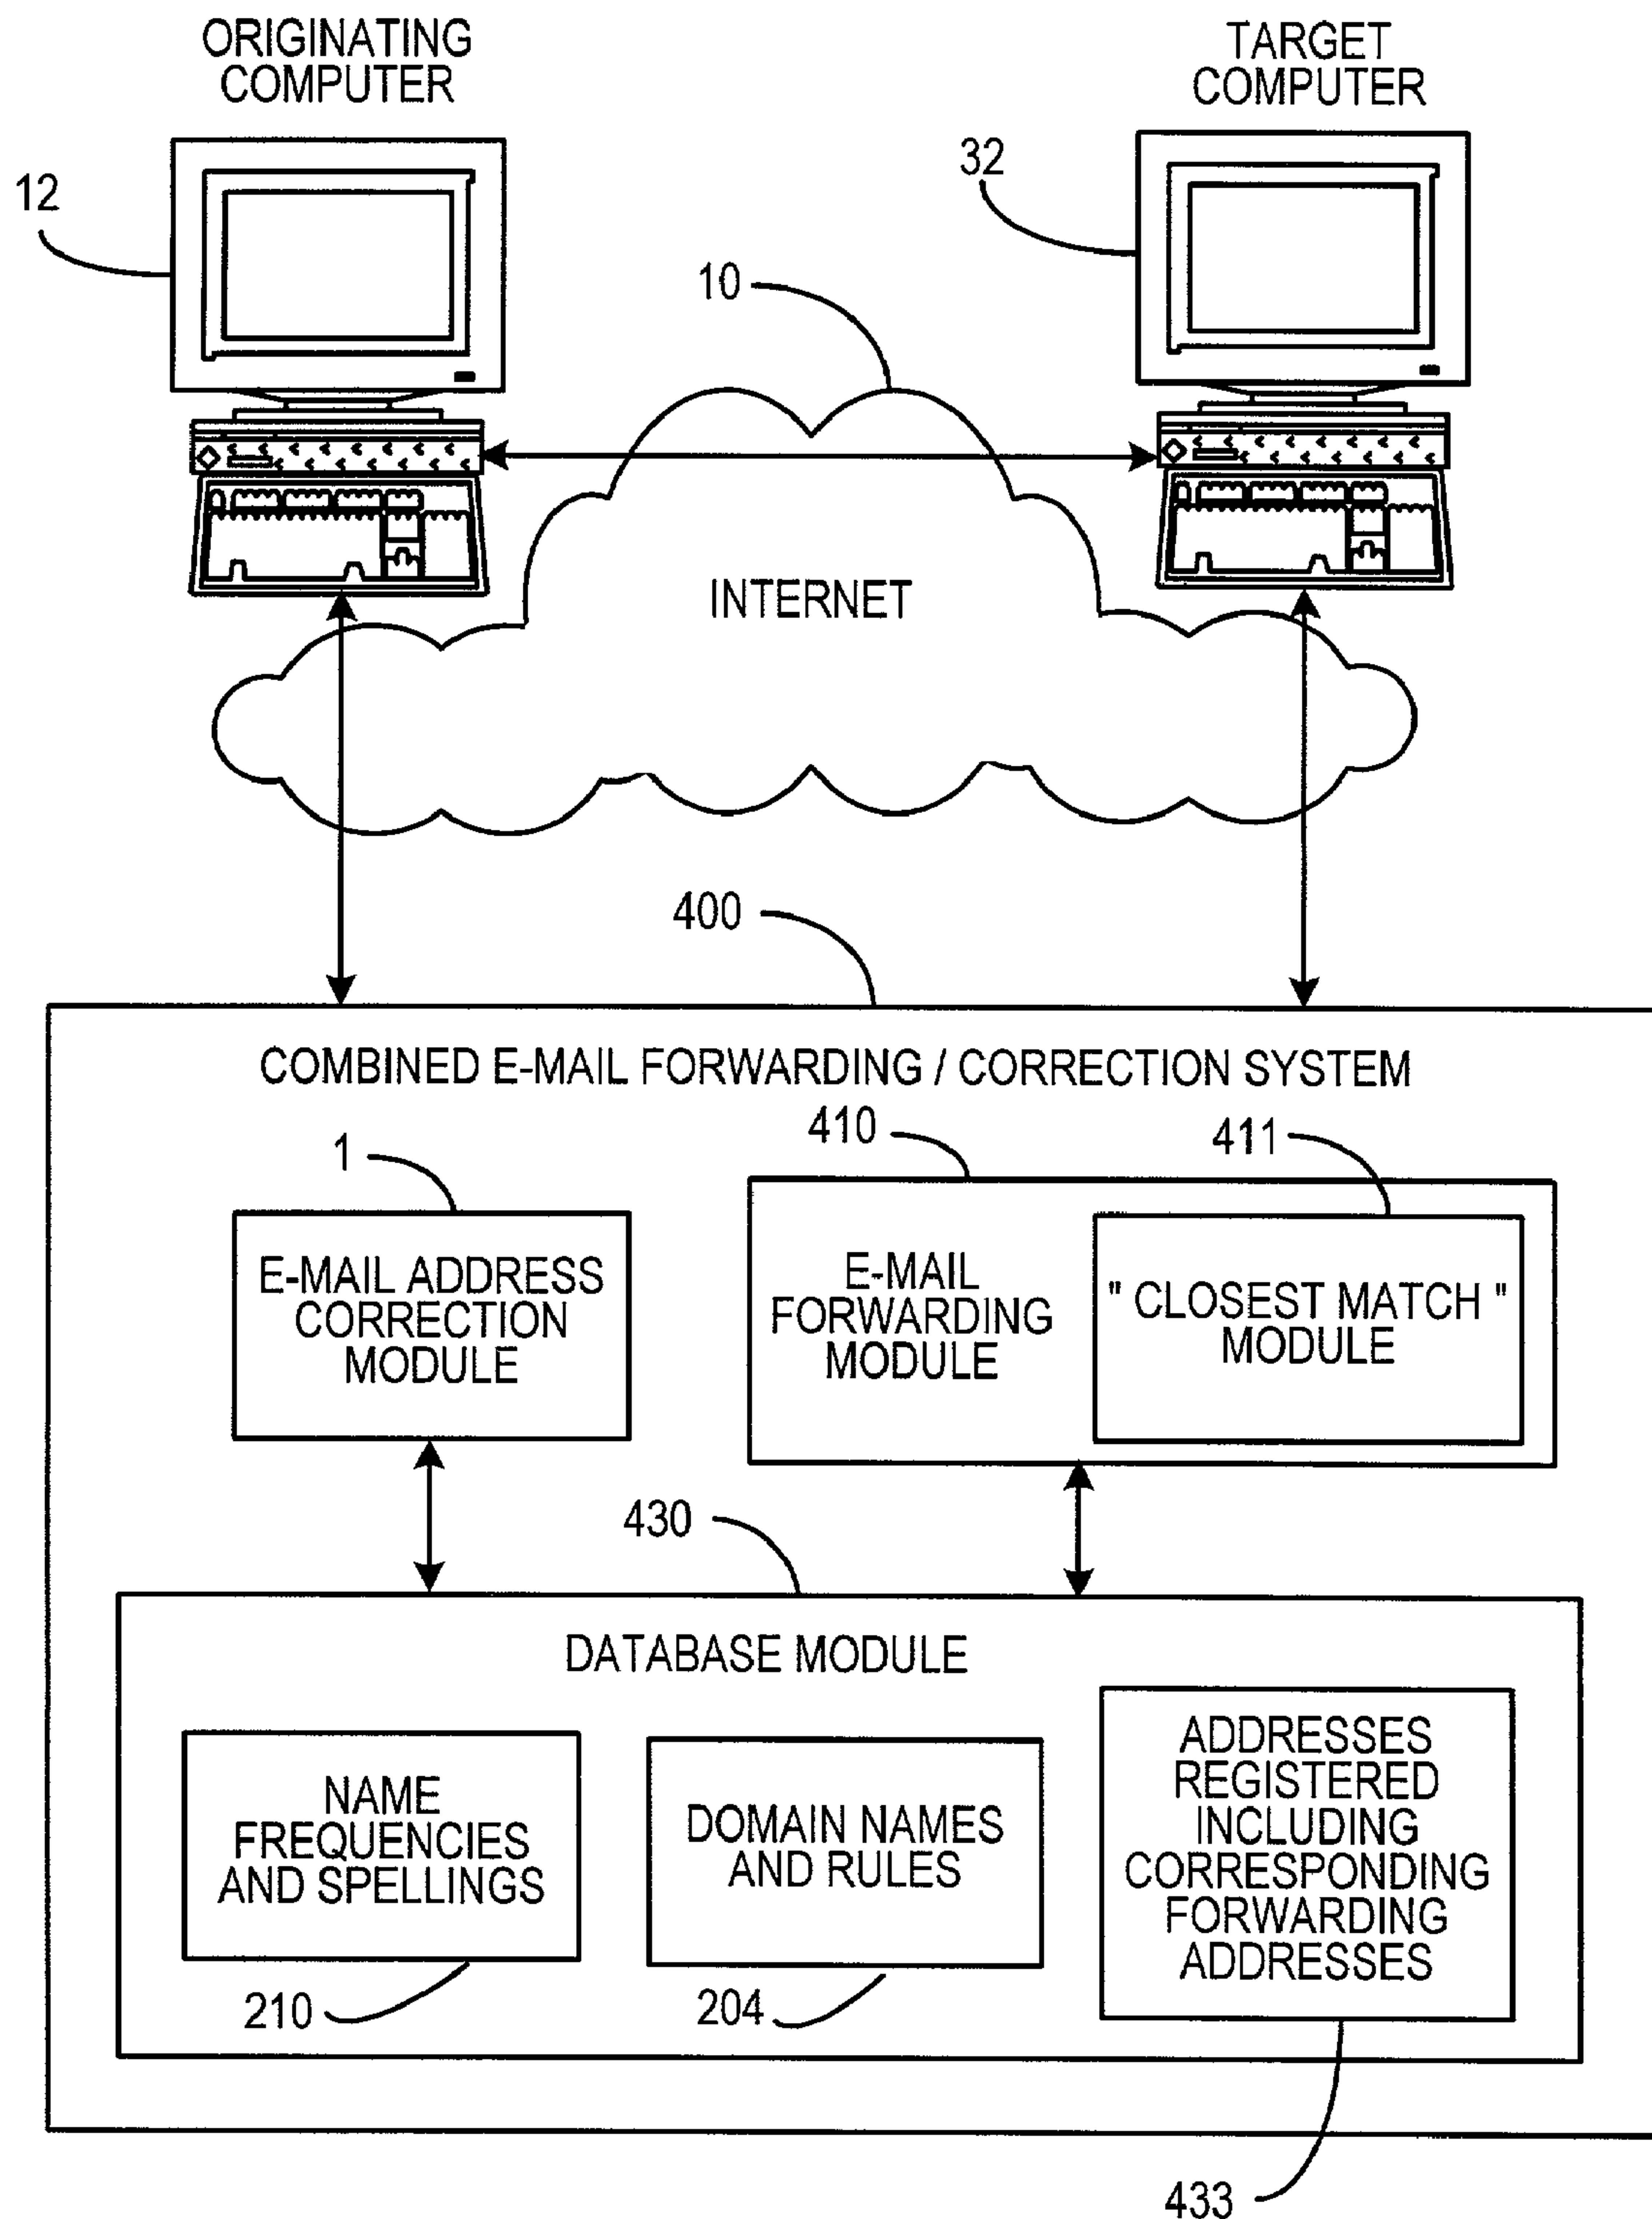 ORIGINATING
COMPUTER
TARGET
COMPUTER
12
32
10
INTERNET
400
COMBINED E-MAIL FORWARDING / CORRECTION SYSTEM
1
410
411
E-MAIL ADDRESS
CORRECTION
MODULE
E-MAIL
FORWARDING
MODULE
" CLOSEST MATCH "
MODULE
430
DATABASE MODULE
NAME
FREQUENCIES
AND SPELLINGS
DOMAIN NAMES
AND RULES
ADDRESSES
REGISTERED
INCLUDING
CORRESPONDING
FORWARDING
ADDRESSES
210
204
433